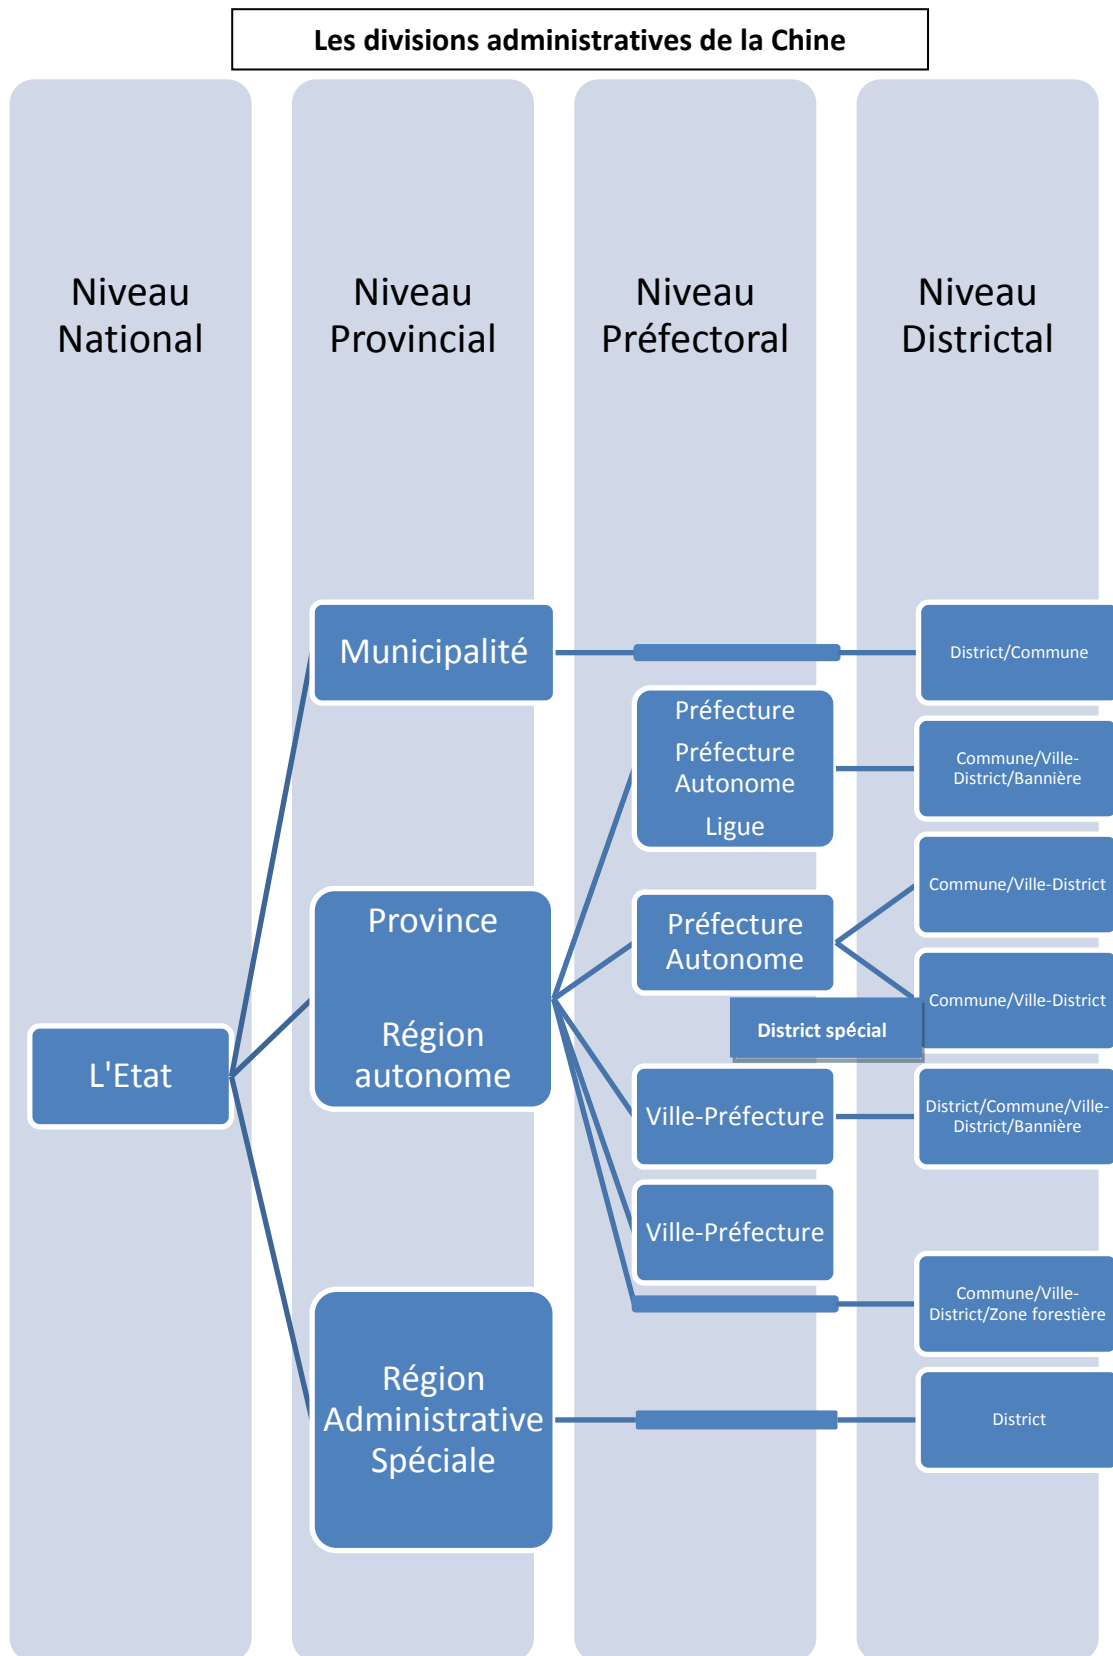 Les divisions administratives de la Chine
Niveau
National
Niveau
Provincial
Niveau
Préfectoral
Niveau
Districtal
L'Etat
Municipalité
Province
Région
autonome
Région
Administrative
Spéciale
Préfecture
Préfecture
Autonome
Ligue
Préfecture
Autonome
District spécial
Ville-Préfecture
Ville-Préfecture
District/Commune
Commune/Ville-
District/Bannière
Commune/Ville-District
Commune/Ville-District
District/Commune/Ville-
District/Bannière
Commune/Ville-
District/Zone forestière
District